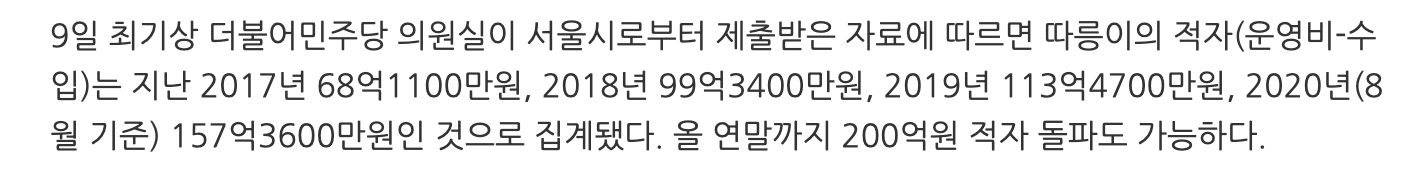 9일 최기상 더불어민주당 의원실이 서울시로부터 제출받은 자료에 따르면 따릉이의 적자(운영비-수
입)는 지난 2017년 68억1100만원, 2018년 99억3400만원, 2019년 113억4700만원, 2020년(8
월 기준) 157억3600만원인 것으로 집계됐다. 올 연말까지 200억원 적자 돌파도 가능하다.